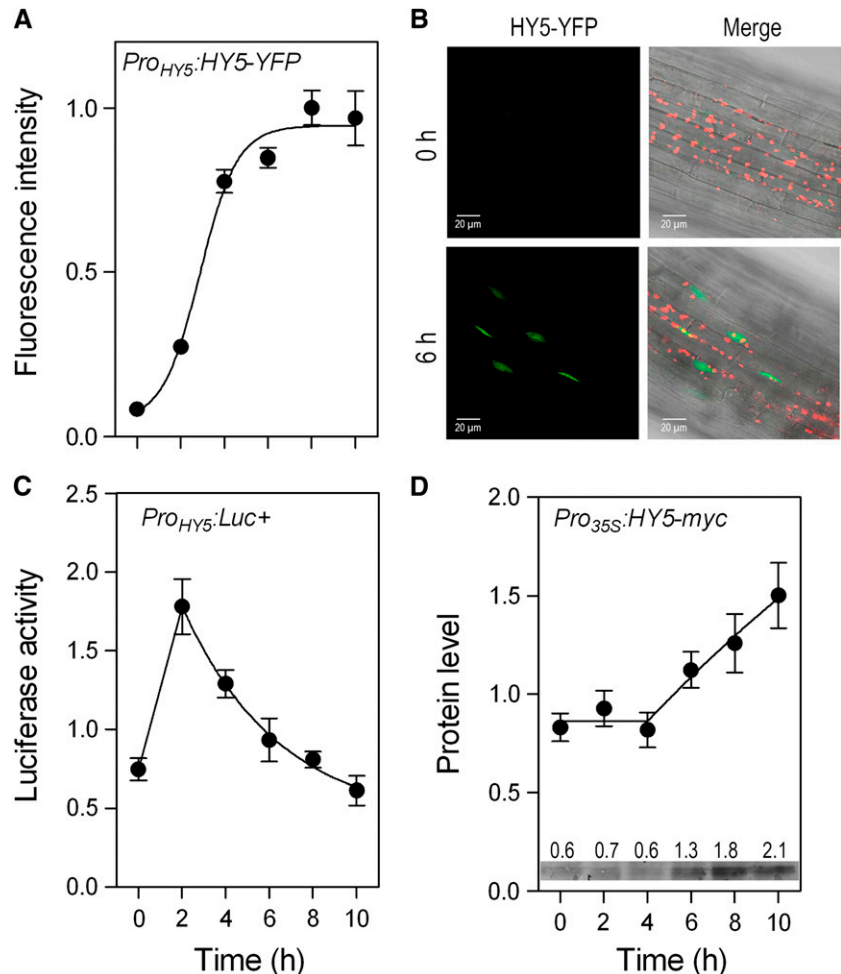 A
Pro_HY5:HY5-YFP
Fluorescence intensity
1.0
0.5
0.0
B
HY5-YFP
Merge
0 h
20 µm
20 µm
6 h
20 µm
20 µm
C
Pro_HY5:Luc+
Luciferase activity
2.5
2.0
1.5
1.0
0.5
0.0
0 2 4 6 8 10
Time (h)
D
Pro_35S:HY5-myc
Protein level
2.0
1.5
1.0
0.5
0.0
0.6 0.7 0.6 1.3 1.8 2.1
0 2 4 6 8 10
Time (h)